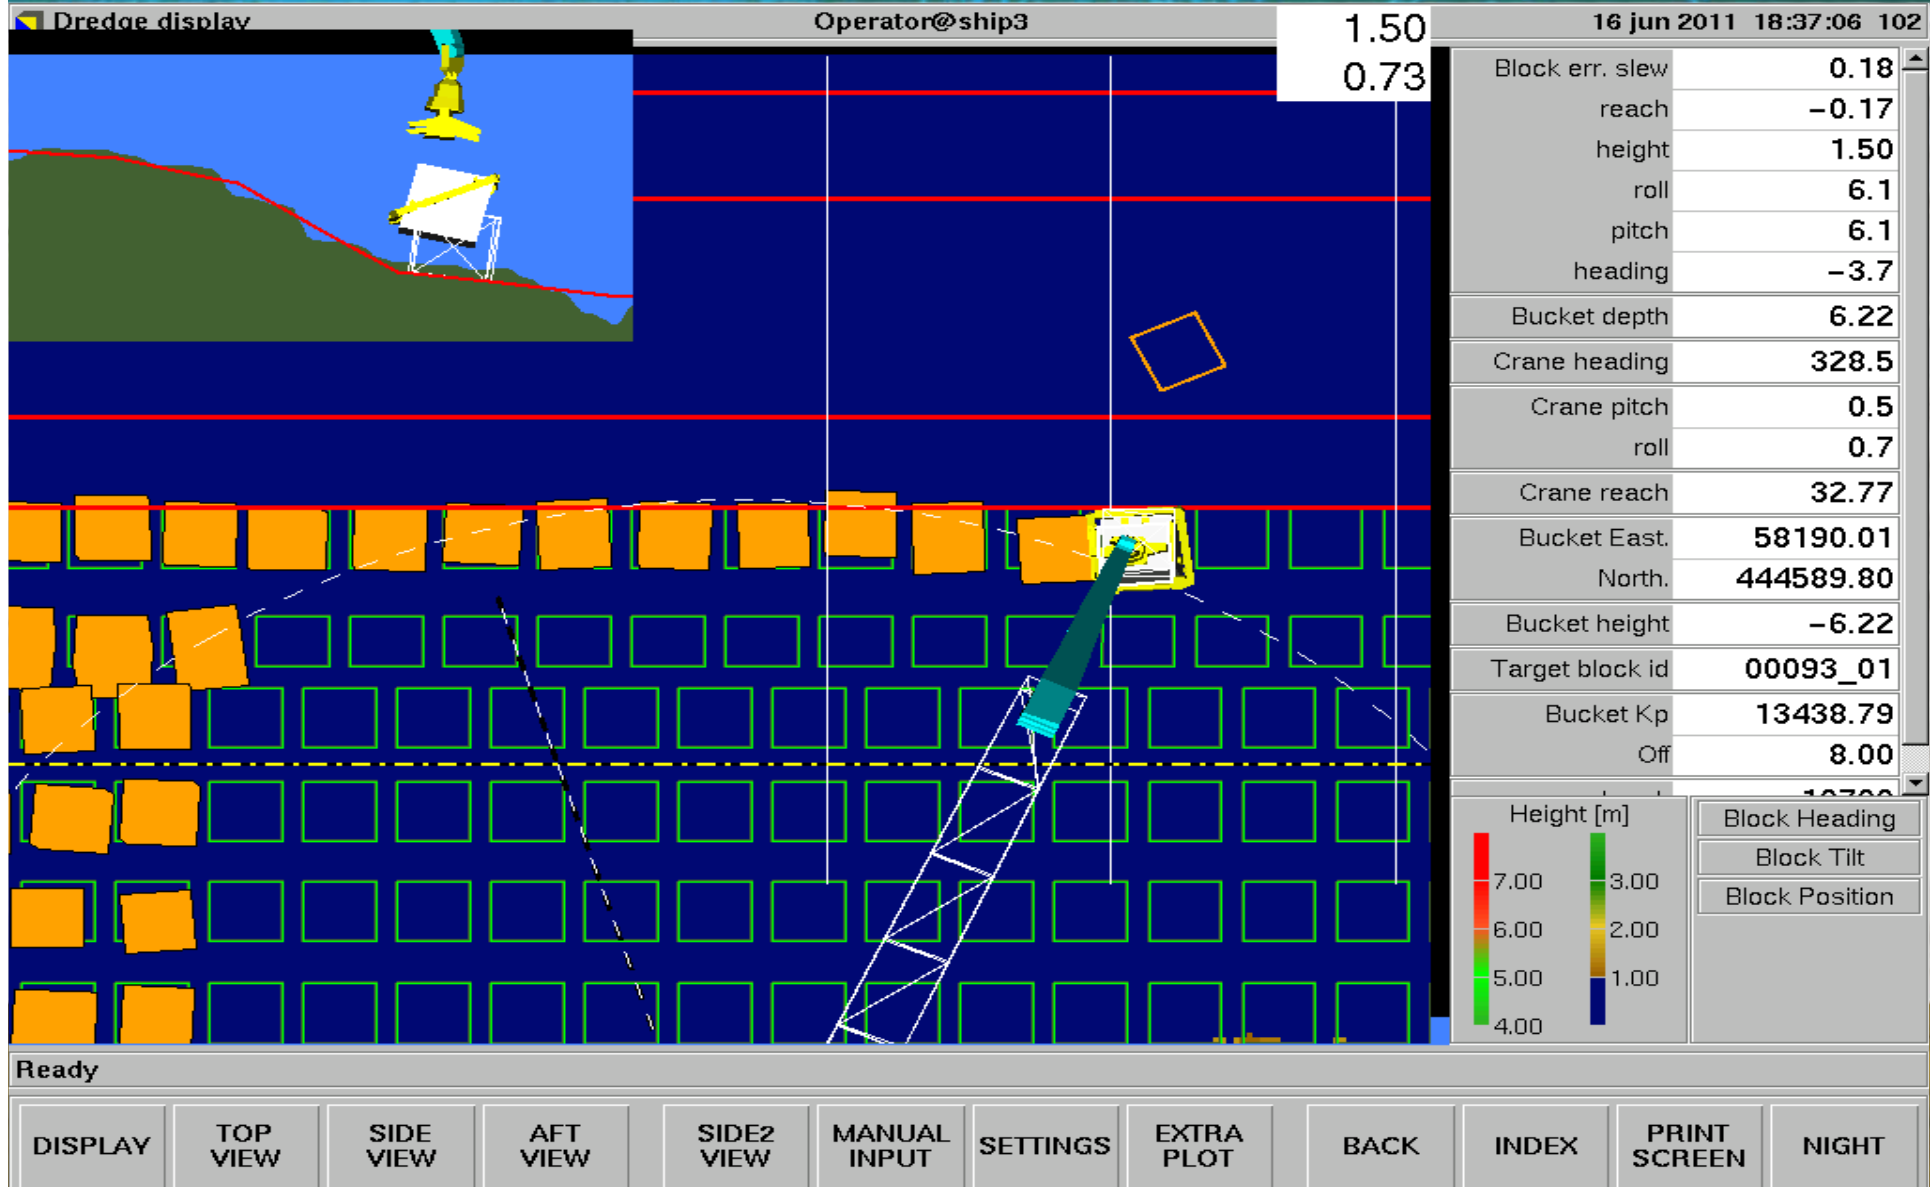 Dredge display Operator@ship3 16 jun 2011 18:37:06 102
1.50
0.73
Block err. slew 0.18
reach −0.17
height 1.50
roll 6.1
pitch 6.1
heading −3.7
Bucket depth 6.22
Crane heading 328.5
Crane pitch 0.5
roll 0.7
Crane reach 32.77
Bucket East. 58190.01
North. 444589.80
Bucket height −6.22
Target block id 00093_01
Bucket Kp 13438.79
Off 8.00
Height [m]
7.00 3.00
6.00 2.00
5.00 1.00
4.00
Block Heading
Block Tilt
Block Position
Ready
DISPLAY
TOP VIEW
SIDE VIEW
AFT VIEW
SIDE2 VIEW
MANUAL INPUT
SETTINGS
EXTRA PLOT
BACK
INDEX
PRINT SCREEN
NIGHT